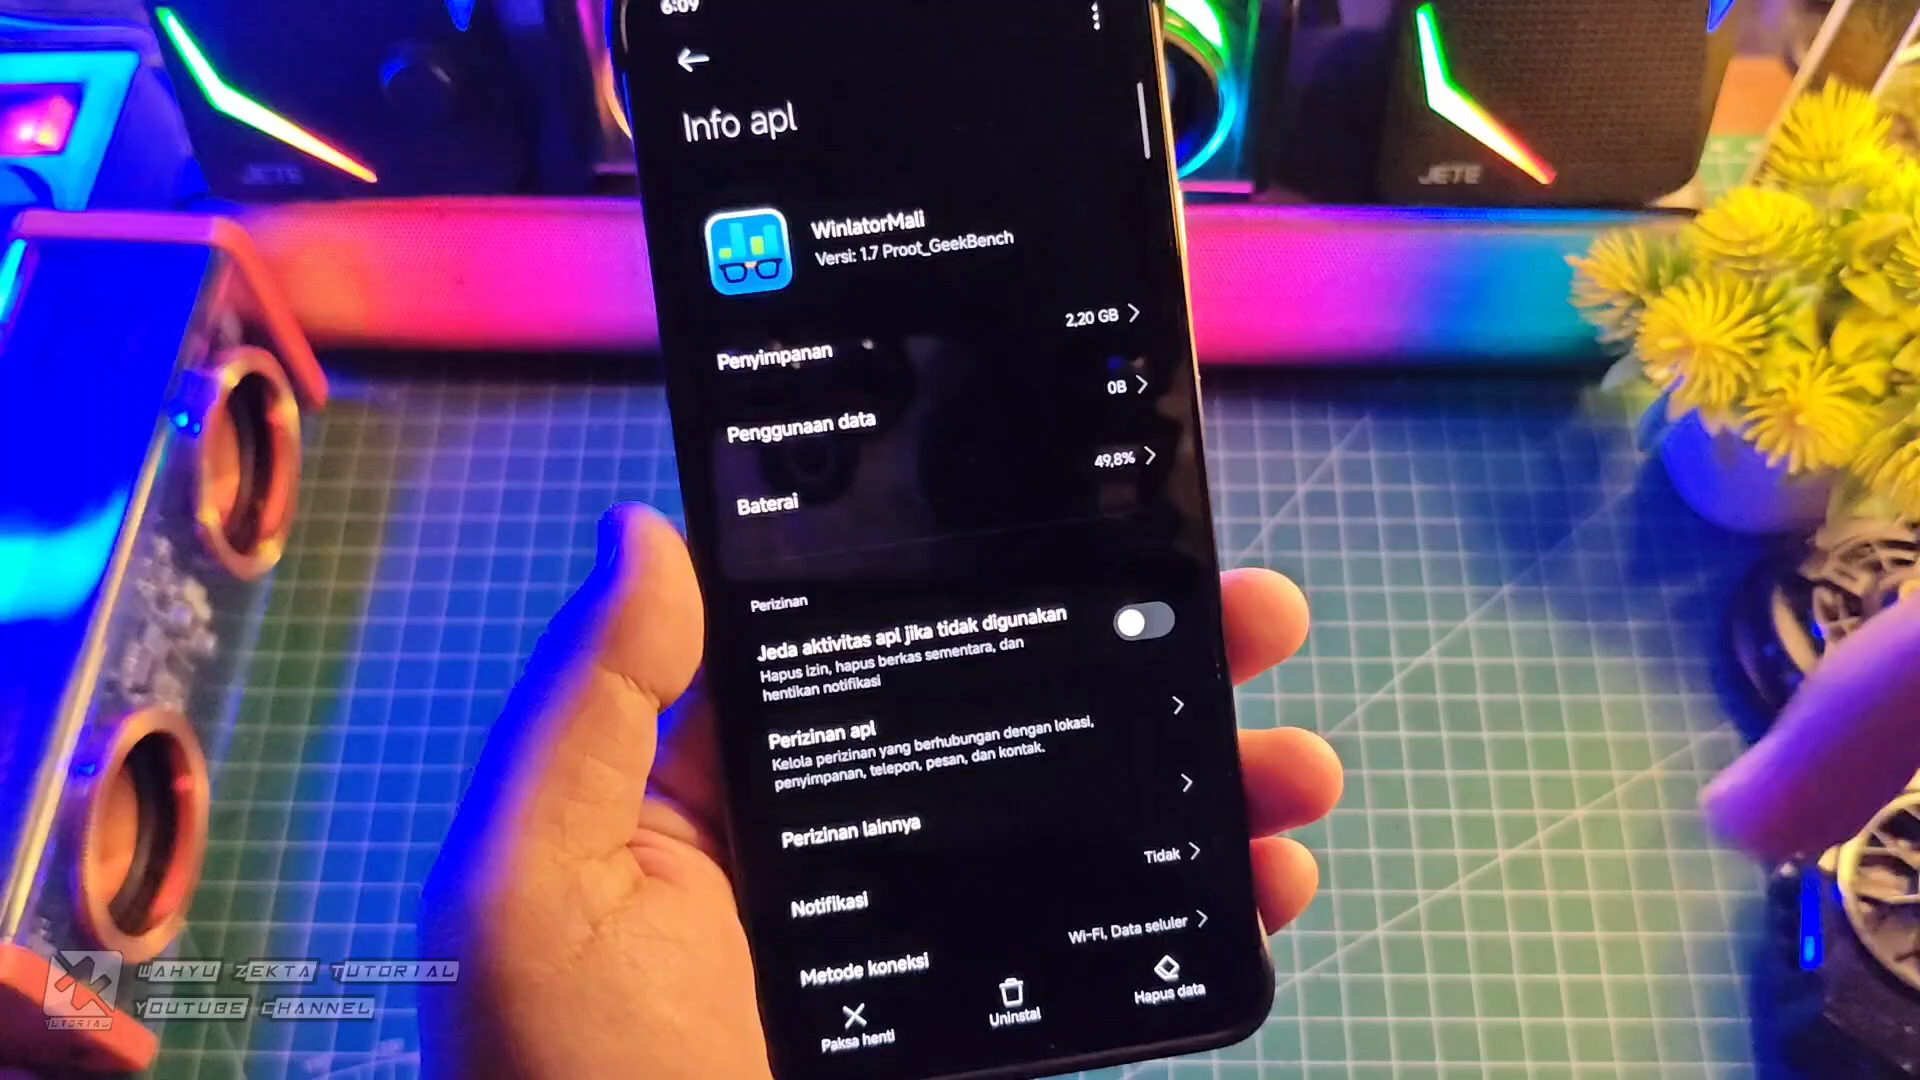 6:09
Info apl
WinlatorMali
Versi: 1.7 Proot_GeekBench
Penyimpanan
2,20 GB
Penggunaan data
0B
Baterai
49,8%
Perizinan
Jeda aktivitas apl jika tidak digunakan
Hapus izin, hapus berkas sementara, dan
hentikan notifikasi
Perizinan apl
Kelola perizinan yang berhubungan dengan lokasi,
penyimpanan, telepon, pesan, dan kontak.
Perizinan lainnya
Notifikasi
Tidak
Metode koneksi
Wi-Fi, Data seluler
Paksa henti
Uninstal
Hapus data
JETE
JETE
TUTORIAL
WAHYU ZEKTA TUTORIAL
YOUTUBE CHANNEL